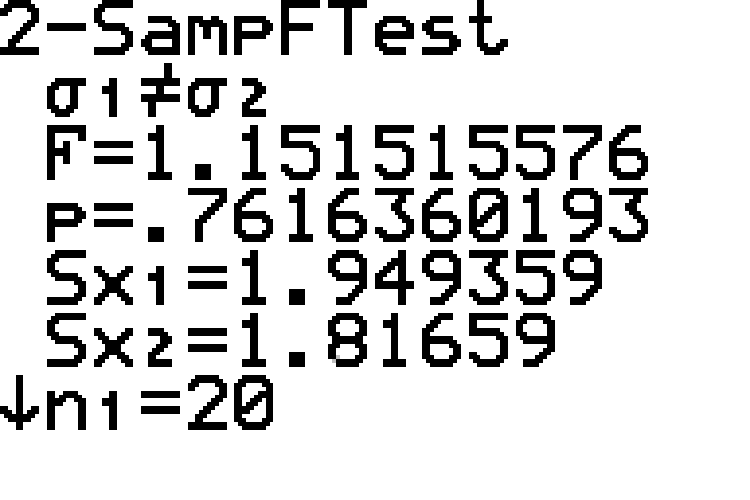 2-SampFTest
σ1≠σ2
F=1.151515576
p=.7616360193
Sx1=1.949359
Sx2=1.81659
↓n1=20